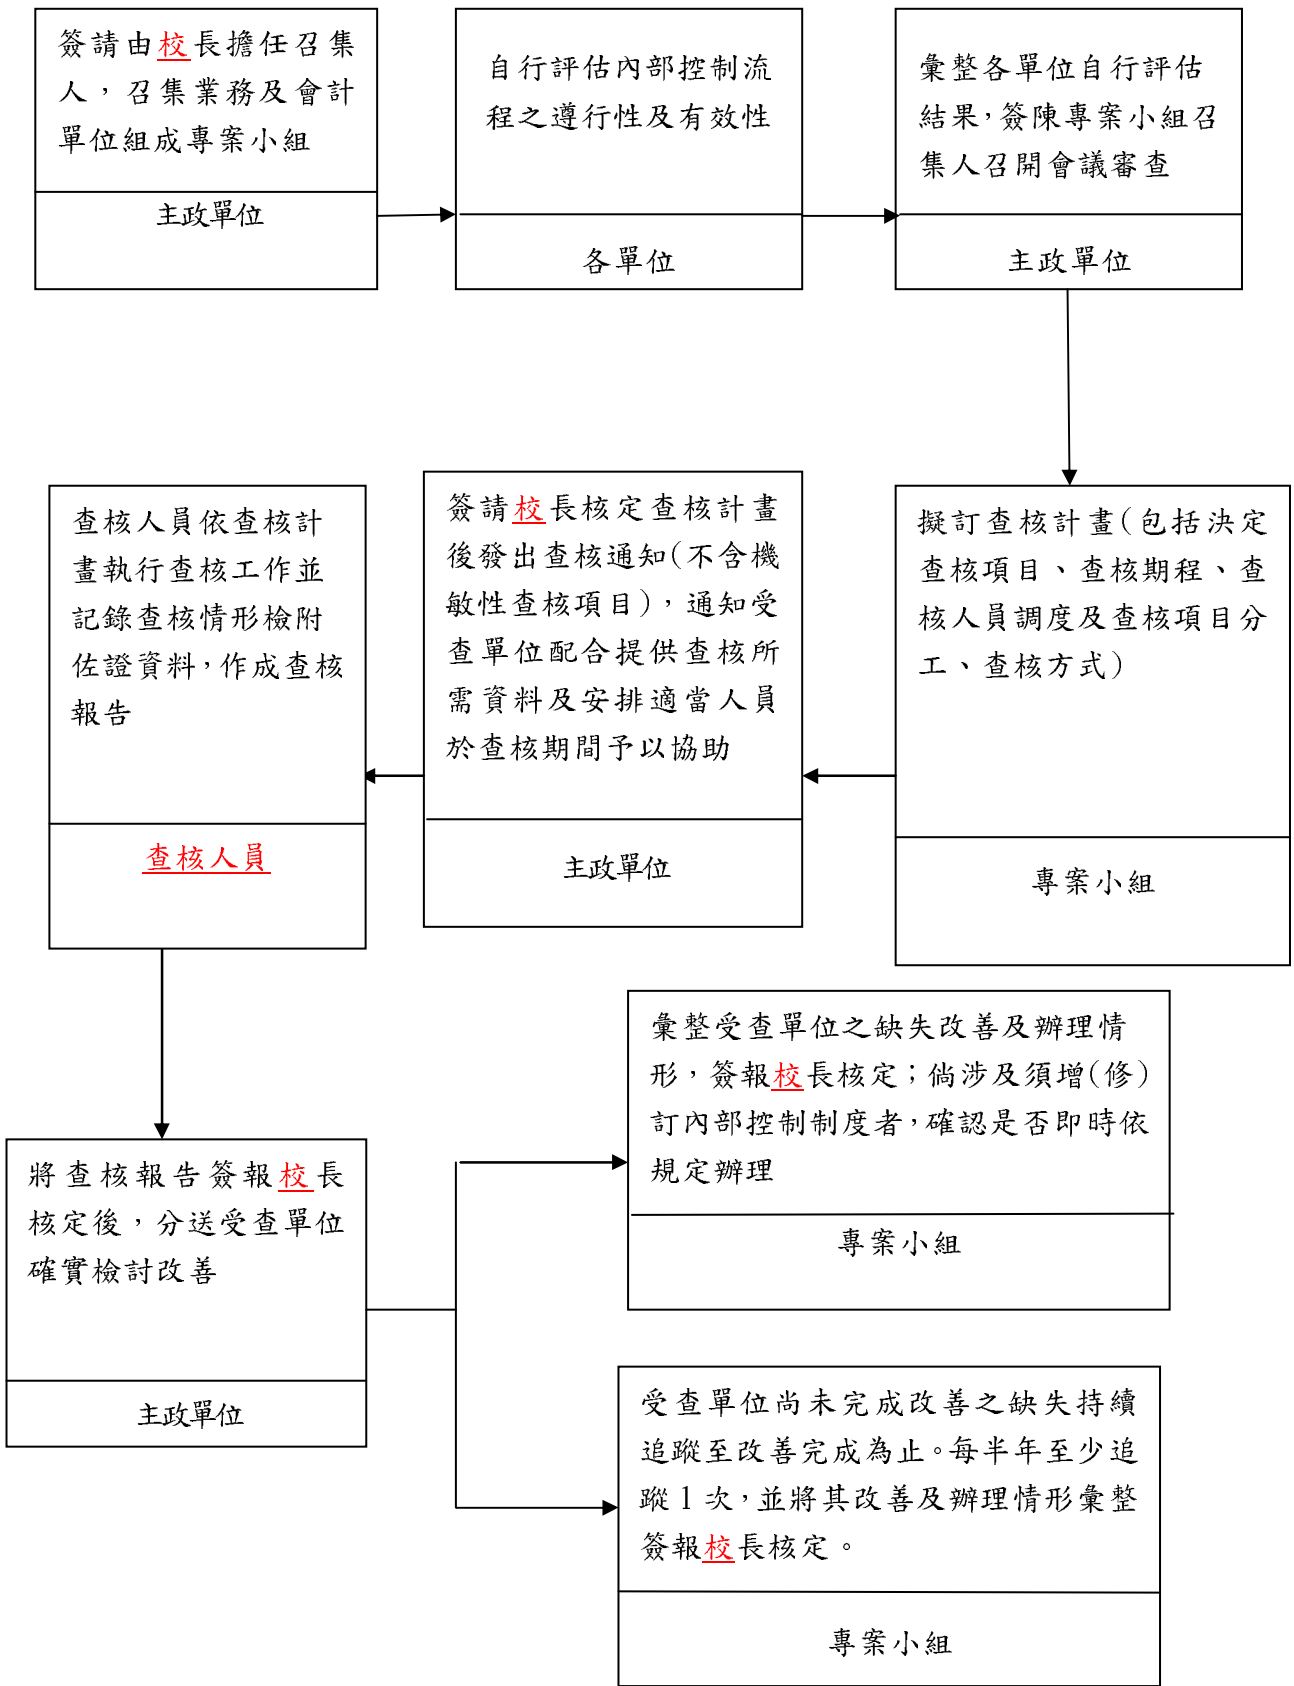 簽請由校長擔任召集
人，召集業務及會計
單位組成專案小組
主政單位
自行評估內部控制流
程之遵行性及有效性
各單位
彙整各單位自行評估
結果，簽陳專案小組召
集人召開會議審查
主政單位
擬訂查核計畫(包括決定
查核項目、查核期程、查
核人員調度及查核項目分
工、查核方式)
專案小組
簽請校長核定查核計畫
後發出查核通知(不含機
敏性查核項目)，通知受
查單位配合提供查核所
需資料及安排適當人員
於查核期間予以協助
主政單位
查核人員依查核計
畫執行查核工作並
記錄查核情形檢附
佐證資料，作成查核
報告
查核人員
將查核報告簽報校長
核定後，分送受查單位
確實檢討改善
主政單位
彙整受查單位之缺失改善及辦理情
形，簽報校長核定；倘涉及須增(修)
訂內部控制制度者，確認是否即時依
規定辦理
專案小組
受查單位尚未完成改善之缺失持續
追蹤至改善完成為止。每半年至少追
蹤 1 次，並將其改善及辦理情形彙整
簽報校長核定。
專案小組